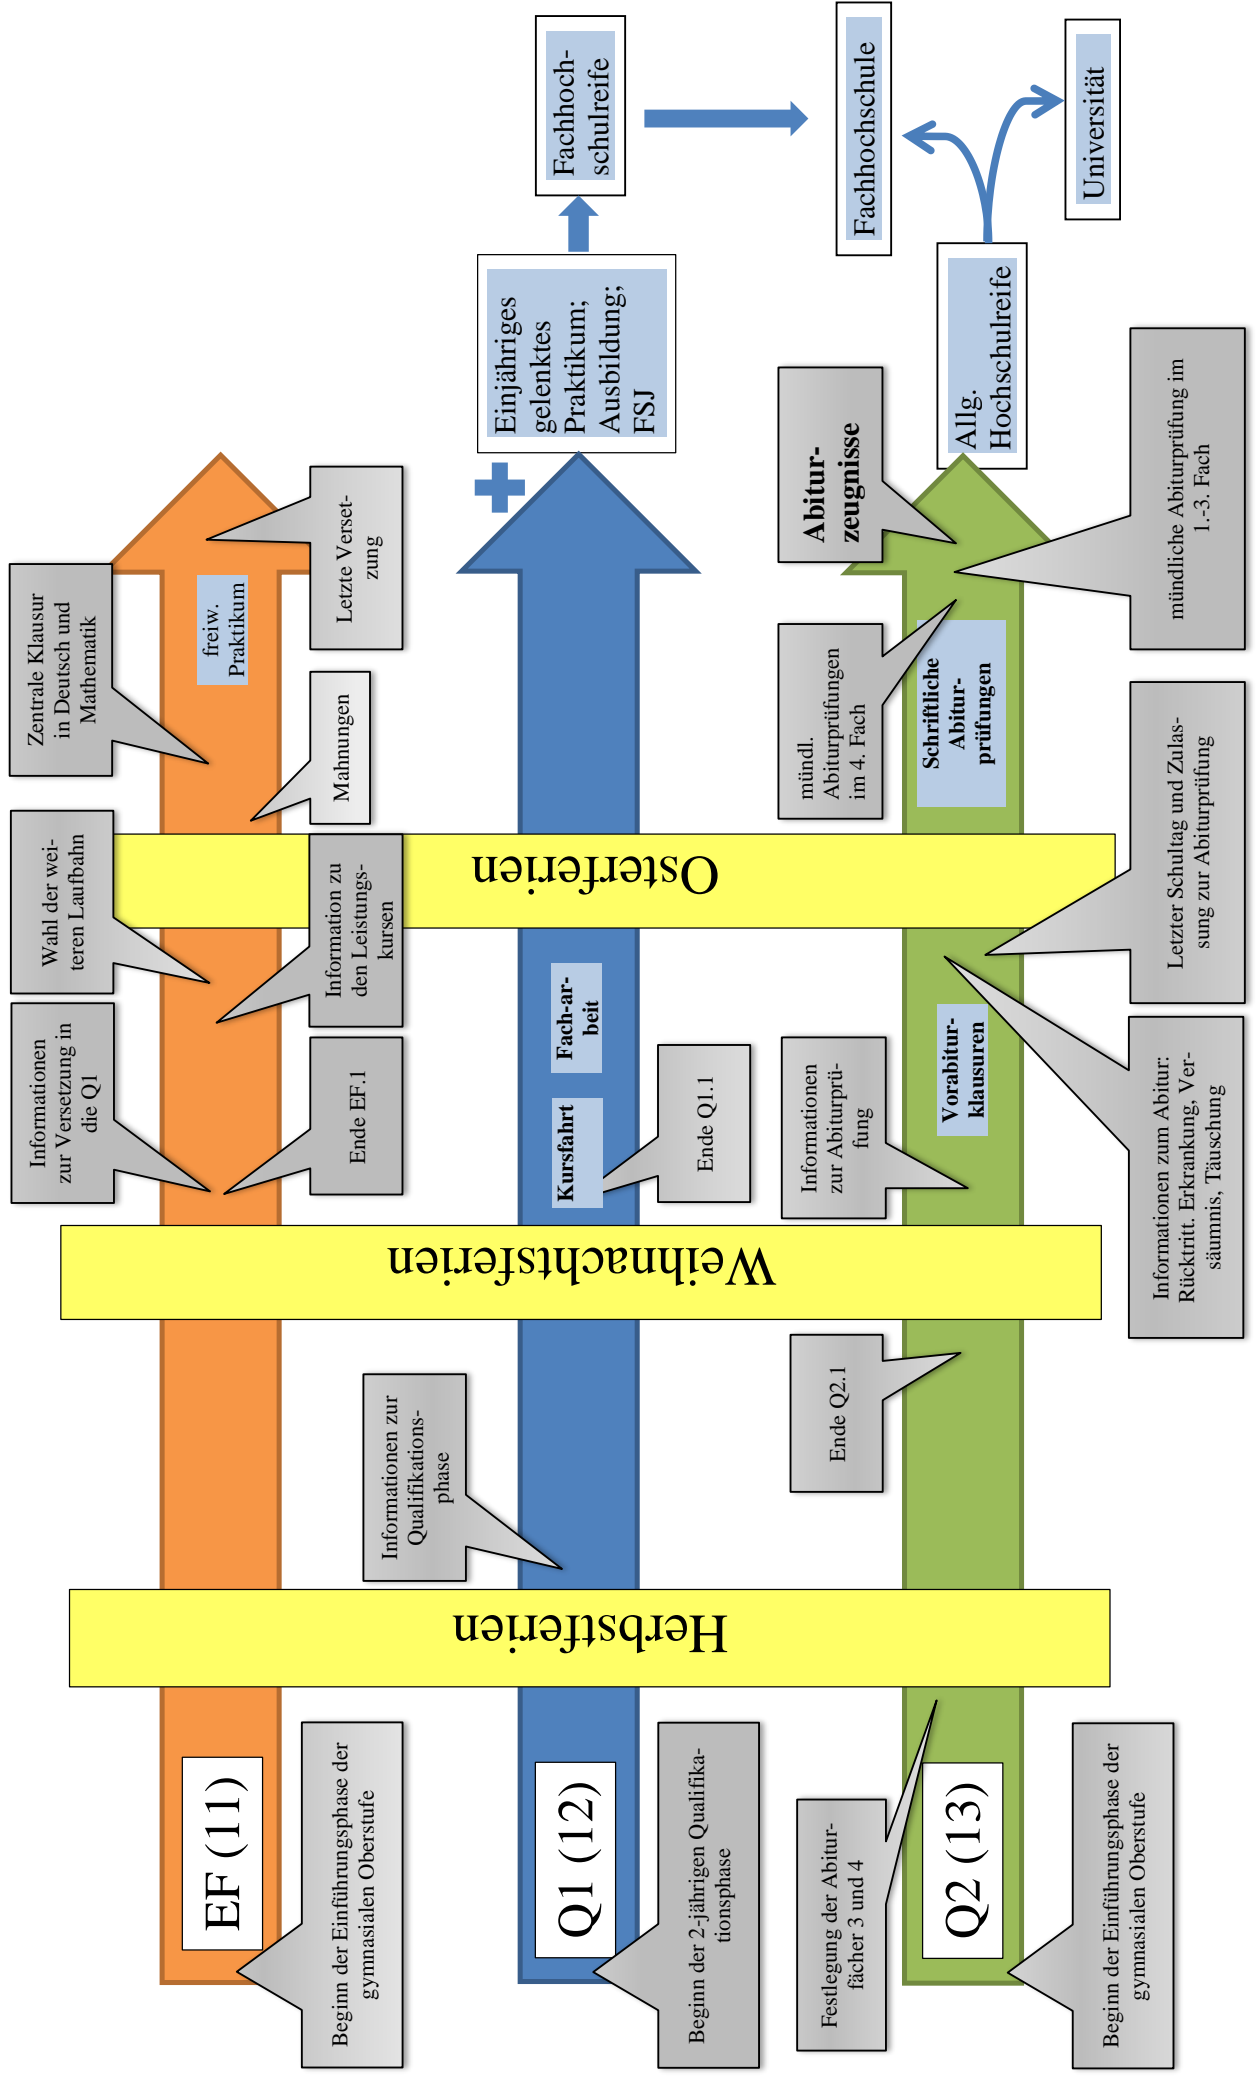 EF (11)
Beginn der Einführungsphase der
gymnasialen Oberstufe
Informationen
zur Versetzung in
die Q1
Ende EF.1
Wahl der wei-
teren Laufbahn
Information zu
den Leistungs-
kursen
Zentrale Klausur
in Deutsch und
Mathematik
Mahnungen
freiw.
Praktikum
Letzte Verset-
zung
Herbstferien
Weihnachtsferien
Osterferien
Q1 (12)
Beginn der 2-jährigen Qualifika-
tionsphase
Informationen zur
Qualifikations-
phase
Kursfahrt
Ende Q1.1
Fach-ar-
beit
Einjähriges
gelenktes
Praktikum;
Ausbildung;
FSJ
Fachhoch-
schulreife
Q2 (13)
Festlegung der Abitur-
fächer 3 und 4
Beginn der Einführungsphase der
gymnasialen Oberstufe
Ende Q2.1
Informationen
zur Abiturprü-
fung
Vorabitur-
klausuren
Informationen zum Abitur:
Rücktritt. Erkrankung, Ver-
säumnis, Täuschung
Letzter Schultag und Zulas-
sung zur Abiturprüfung
mündl.
Abiturprüfungen
im 4. Fach
Schriftliche
Abitur-
prüfungen
Abitur-
zeugnisse
mündliche Abiturprüfung im
1.-3. Fach
Allg.
Hochschulreife
Fachhochschule
Universität